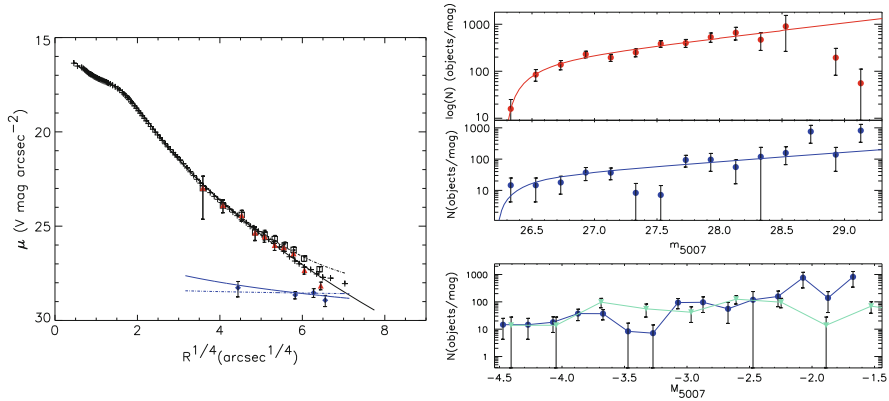 15
20
25
30
μ (V mag arcsec⁻²)
0 2 4 6 8
R^1/4(arcsec^1/4)
1000
100
10
log(N) (objects/mag)
1000
100
10
N(objects/mag)
26.5 27.0 27.5 28.0 28.5 29.0
m5007
1000
100
10
1
N(objects/mag)
-4.5 -4.0 -3.5 -3.0 -2.5 -2.0 -1.5
M5007